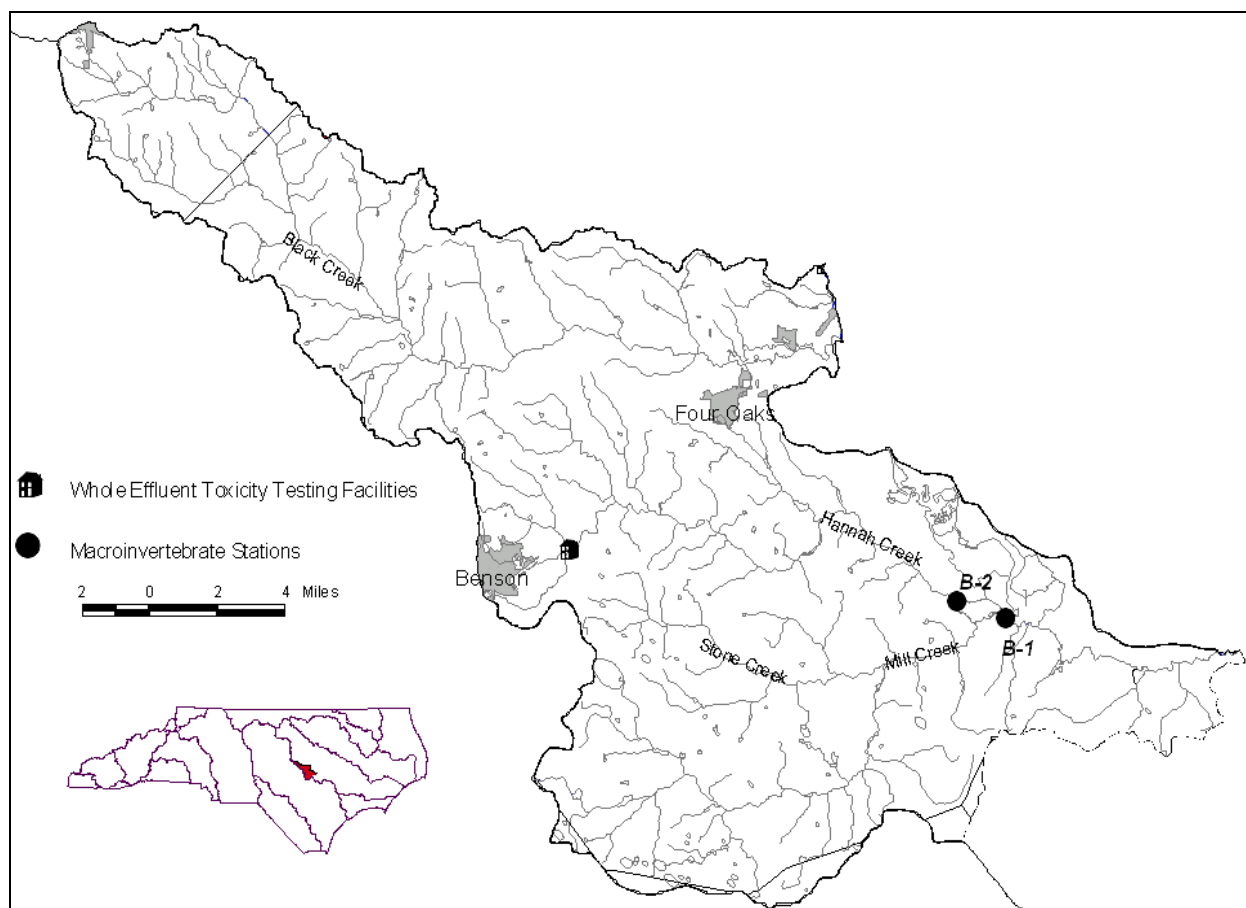 Black Creek
Four Oaks
Whole Effluent Toxicity Testing Facilities
Hannah Creek
Macroinvertebrate Stations
Benson
B-2
2 0 2 4 Miles
B-1
Stone Creek
Mill Creek